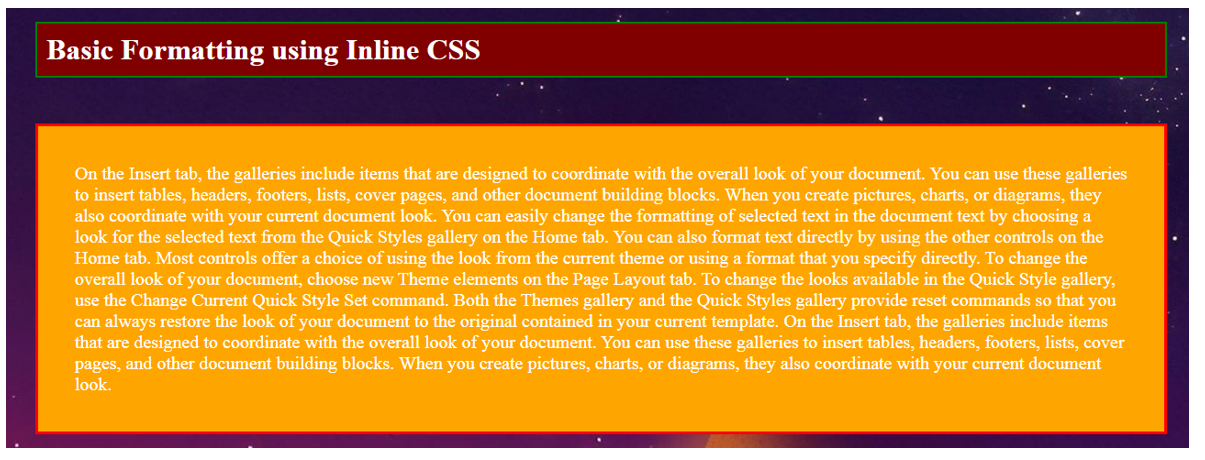 Basic Formatting using Inline CSS
On the Insert tab, the galleries include items that are designed to coordinate with the overall look of your document. You can use these galleries
to insert tables, headers, footers, lists, cover pages, and other document building blocks. When you create pictures, charts, or diagrams, they
also coordinate with your current document look. You can easily change the formatting of selected text in the document text by choosing a
look for the selected text from the Quick Styles gallery on the Home tab. You can also format text directly by using the other controls on the
Home tab. Most controls offer a choice of using the look from the current theme or using a format that you specify directly. To change the
overall look of your document, choose new Theme elements on the Page Layout tab. To change the looks available in the Quick Style gallery,
use the Change Current Quick Style Set command. Both the Themes gallery and the Quick Styles gallery provide reset commands so that you
can always restore the look of your document to the original contained in your current template. On the Insert tab, the galleries include items
that are designed to coordinate with the overall look of your document. You can use these galleries to insert tables, headers, footers, lists, cover
pages, and other document building blocks. When you create pictures, charts, or diagrams, they also coordinate with your current document
look.